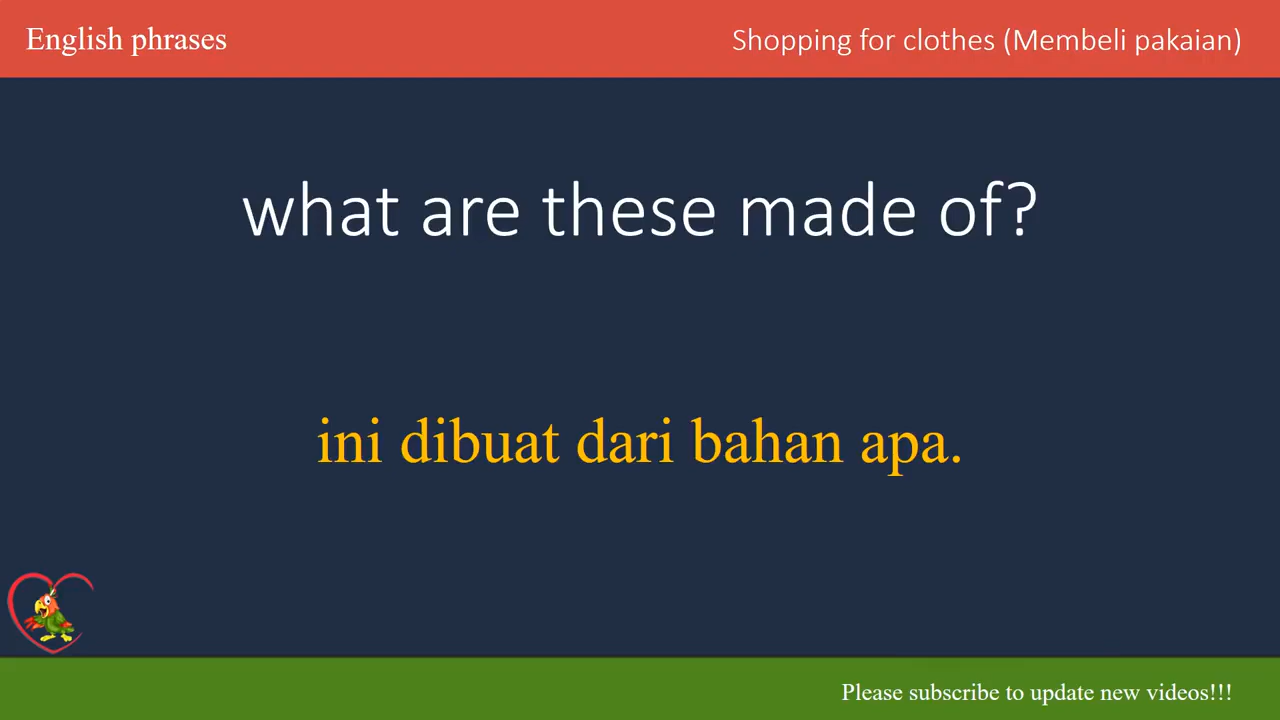 English phrases
Shopping for clothes (Membeli pakaian)
what are these made of?
ini dibuat dari bahan apa.
Please subscribe to update new videos!!!